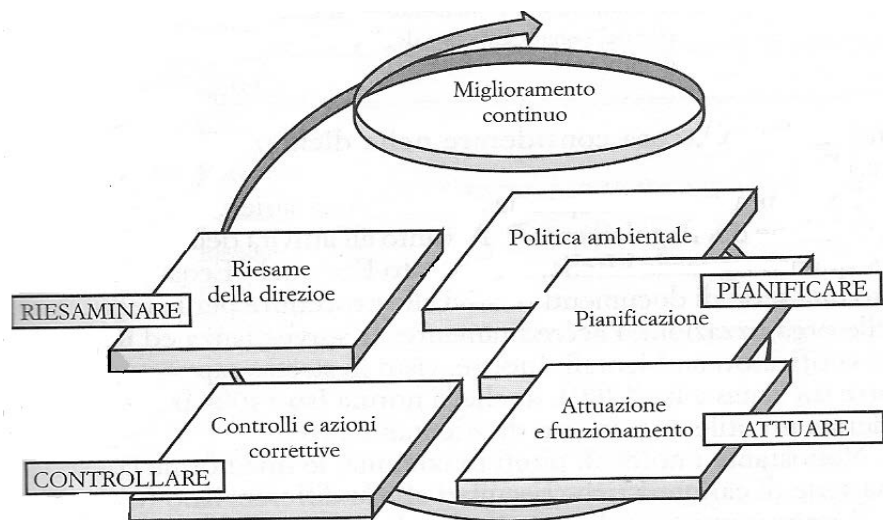 Miglioramento
continuo
Politica ambientale
Riesame
della direzioe
PIANIFICARE
RIESAMINARE
Pianificazione
Attuazione
e funzionamento
ATTUARE
Controlli e azioni
correttive
CONTROLLARE